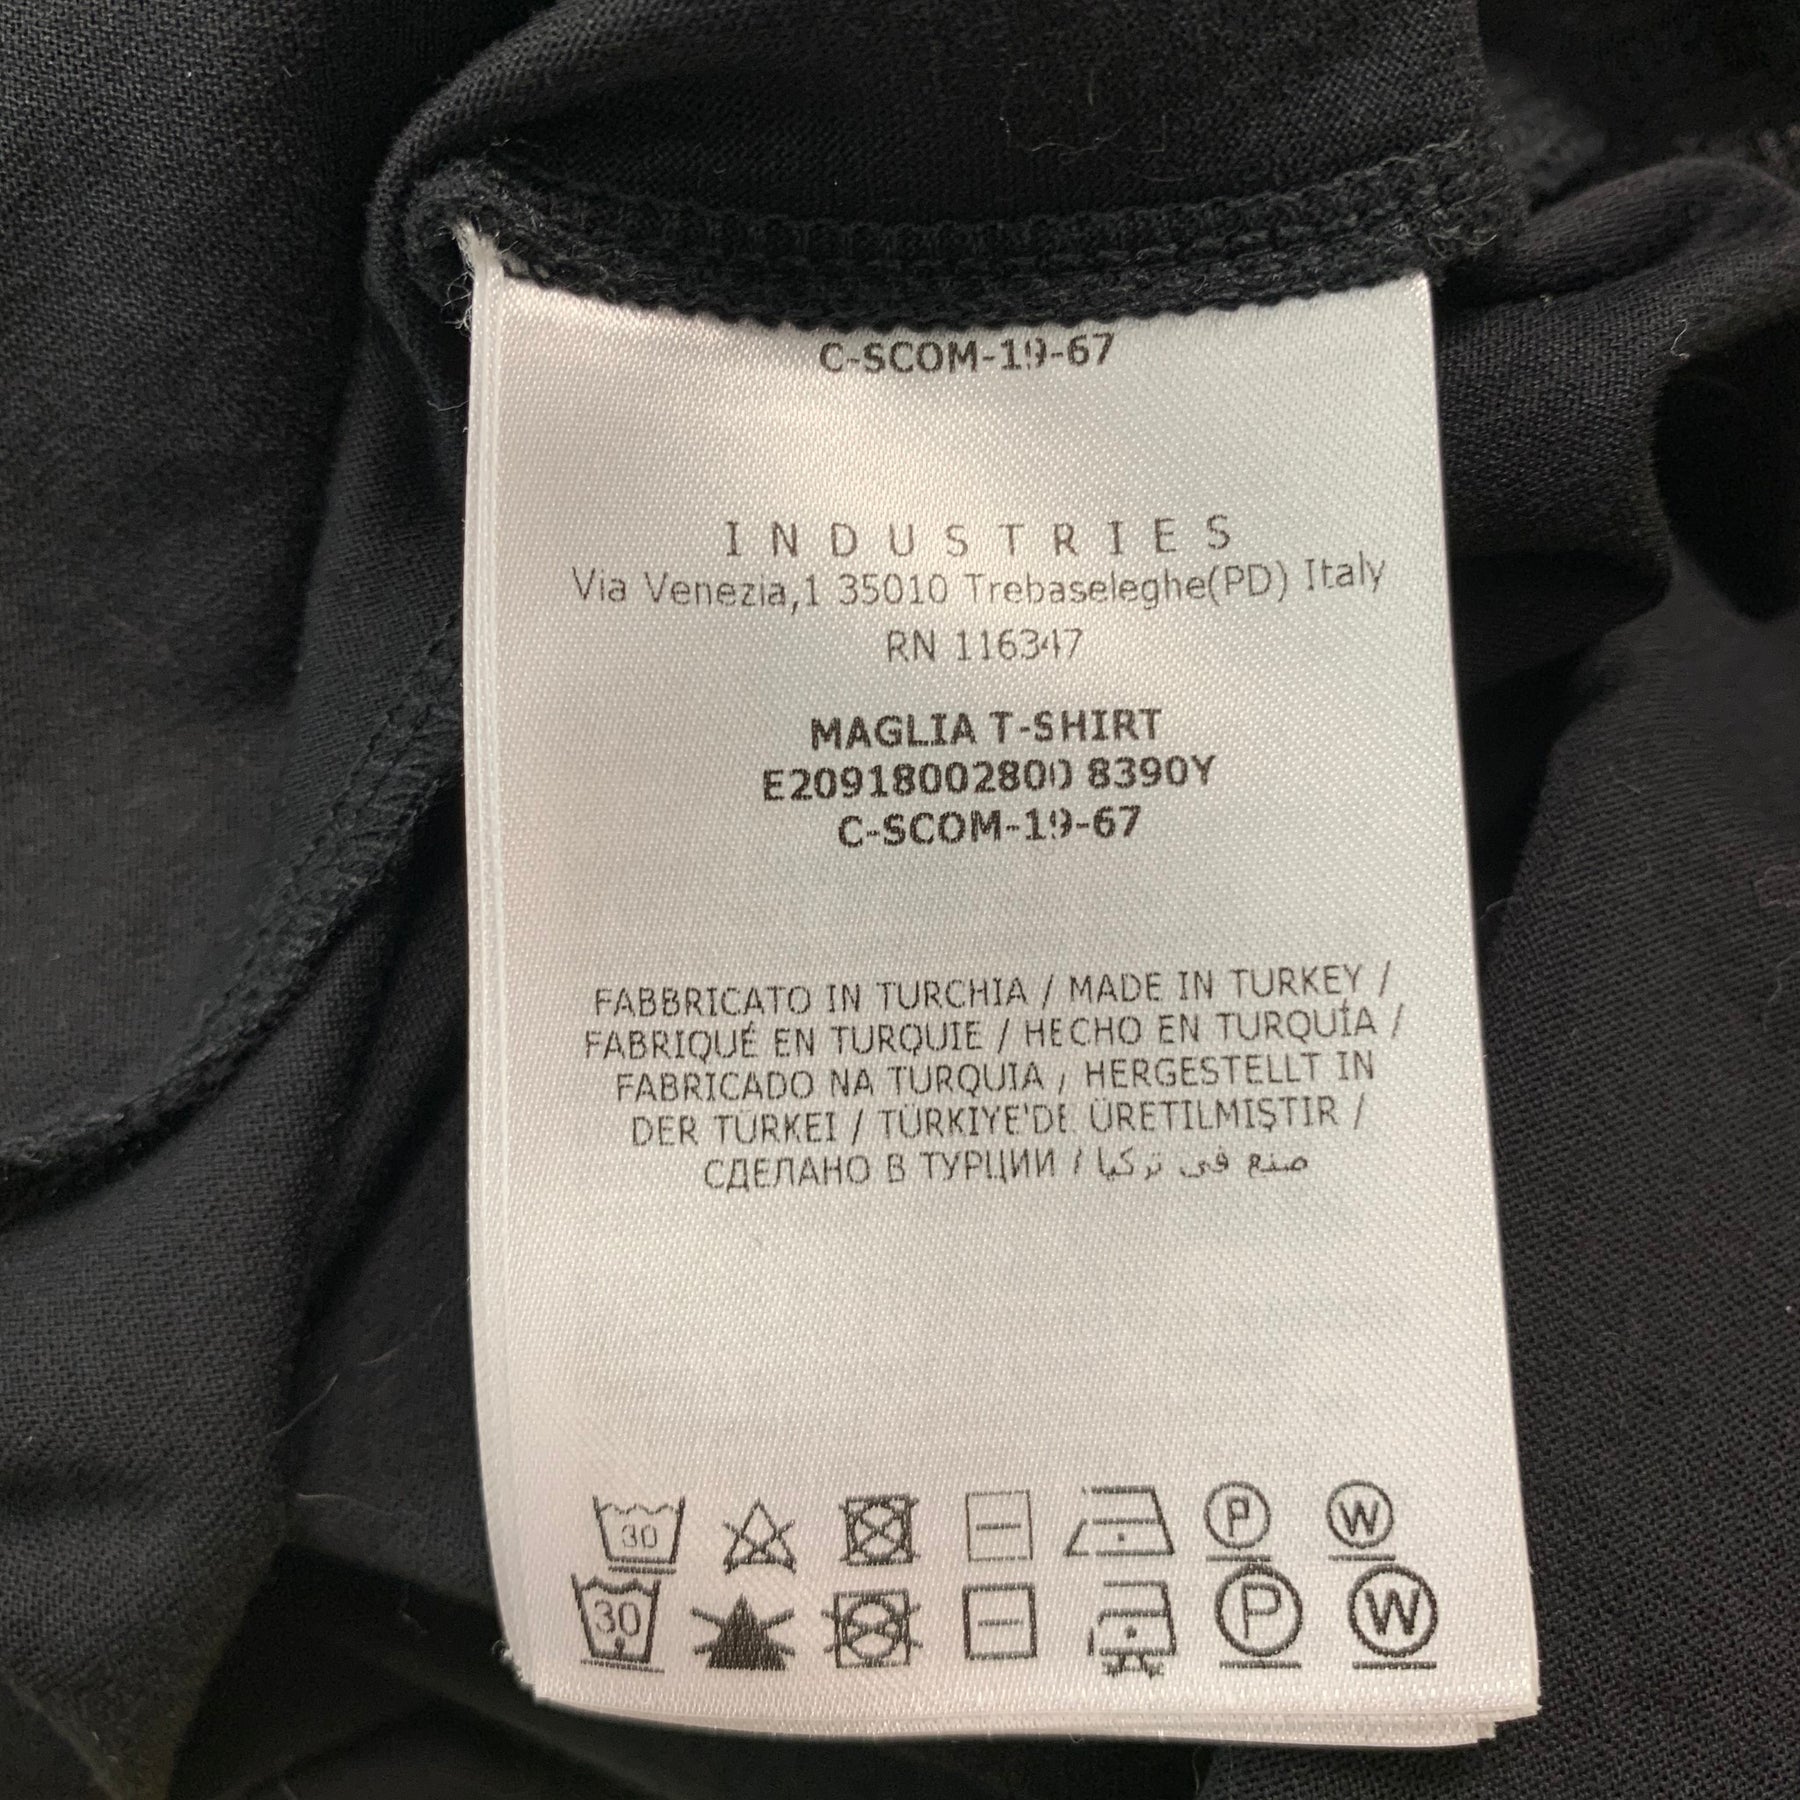 C-SCOM-19-67
INDUSTRIES
Via Venezia,1 35010 Trebaseleghe(PD) Italy
RN 116347
MAGLIA T-SHIRT
E20918002800 8390Y
C-SCOM-19-67
FABBRICATO IN TURCHIA / MADE IN TURKEY /
FABRIQUÉ EN TURQUIE / HECHO EN TURQUÍA /
FABRICADO NA TURQUIA / HERGESTELLT IN
DER TÜRKEI / TÜRKIYE'DE ÜRETILMIŞTIR /
СДЕЛАНО В ТУРЦИИ / صنع في تركيا
30 P W
30 P W